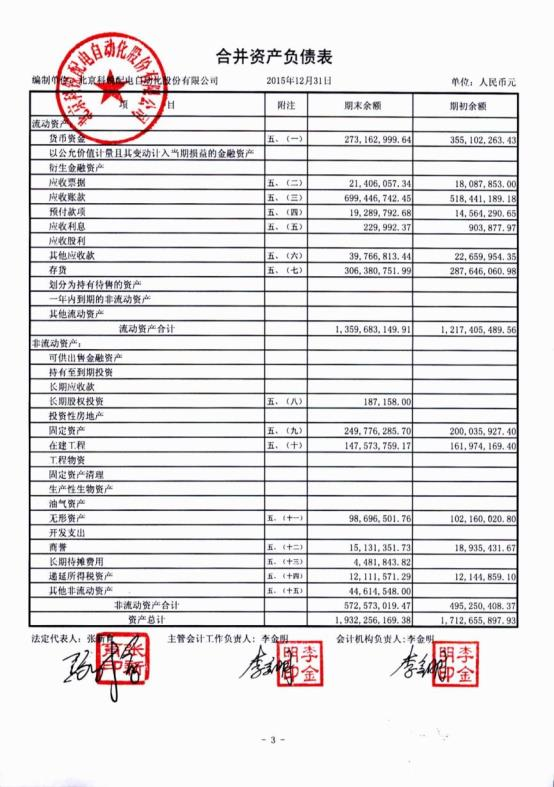 合并资产负债表
编制单位：北京科锐配电自动化股份有限公司 2015年12月31日 单位：人民币元
项 目 附注 期末余额 期初余额
流动资产
货币资金 五、（一） 273,162,999.64 355,102,263.43
以公允价值计量且其变动计入当期损益的金融资产
衍生金融资产
应收票据 五、（二） 21,406,057.34 18,087,853.00
应收账款 五、（三） 699,446,742.45 518,441,189.18
预付款项 五、（四） 19,289,792.68 14,564,290.65
应收利息 五、（五） 229,992.37 903,877.97
应收股利
其他应收款 五、（六） 39,766,813.44 22,659,954.35
存货 五、（七） 306,380,751.99 287,646,060.98
划分为持有待售的资产
一年内到期的非流动资产
其他流动资产
流动资产合计 1,359,683,149.91 1,217,405,489.56
非流动资产：
可供出售金融资产
持有至到期投资
长期应收款
长期股权投资 五、（八） 187,158.00
投资性房地产
固定资产 五、（九） 249,776,285.70 200,035,927.40
在建工程 五、（十） 147,573,759.17 161,974,169.40
工程物资
固定资产清理
生产性生物资产
油气资产
无形资产 五、（十一） 98,696,501.76 102,160,020.80
开发支出
商誉 五、（十二） 15,131,351.73 18,935,431.67
长期待摊费用 五、（十三） 4,481,843.82
递延所得税资产 五、（十四） 12,111,571.29 12,144,859.10
其他非流动资产 五、（十五） 44,614,548.00
非流动资产合计 572,573,019.47 495,250,408.37
资产总计 1,932,256,169.38 1,712,655,897.93
法定代表人：张新育 主管会计工作负责人：李金明 会计机构负责人：李金明
李金明印 李金明印
- 3 -